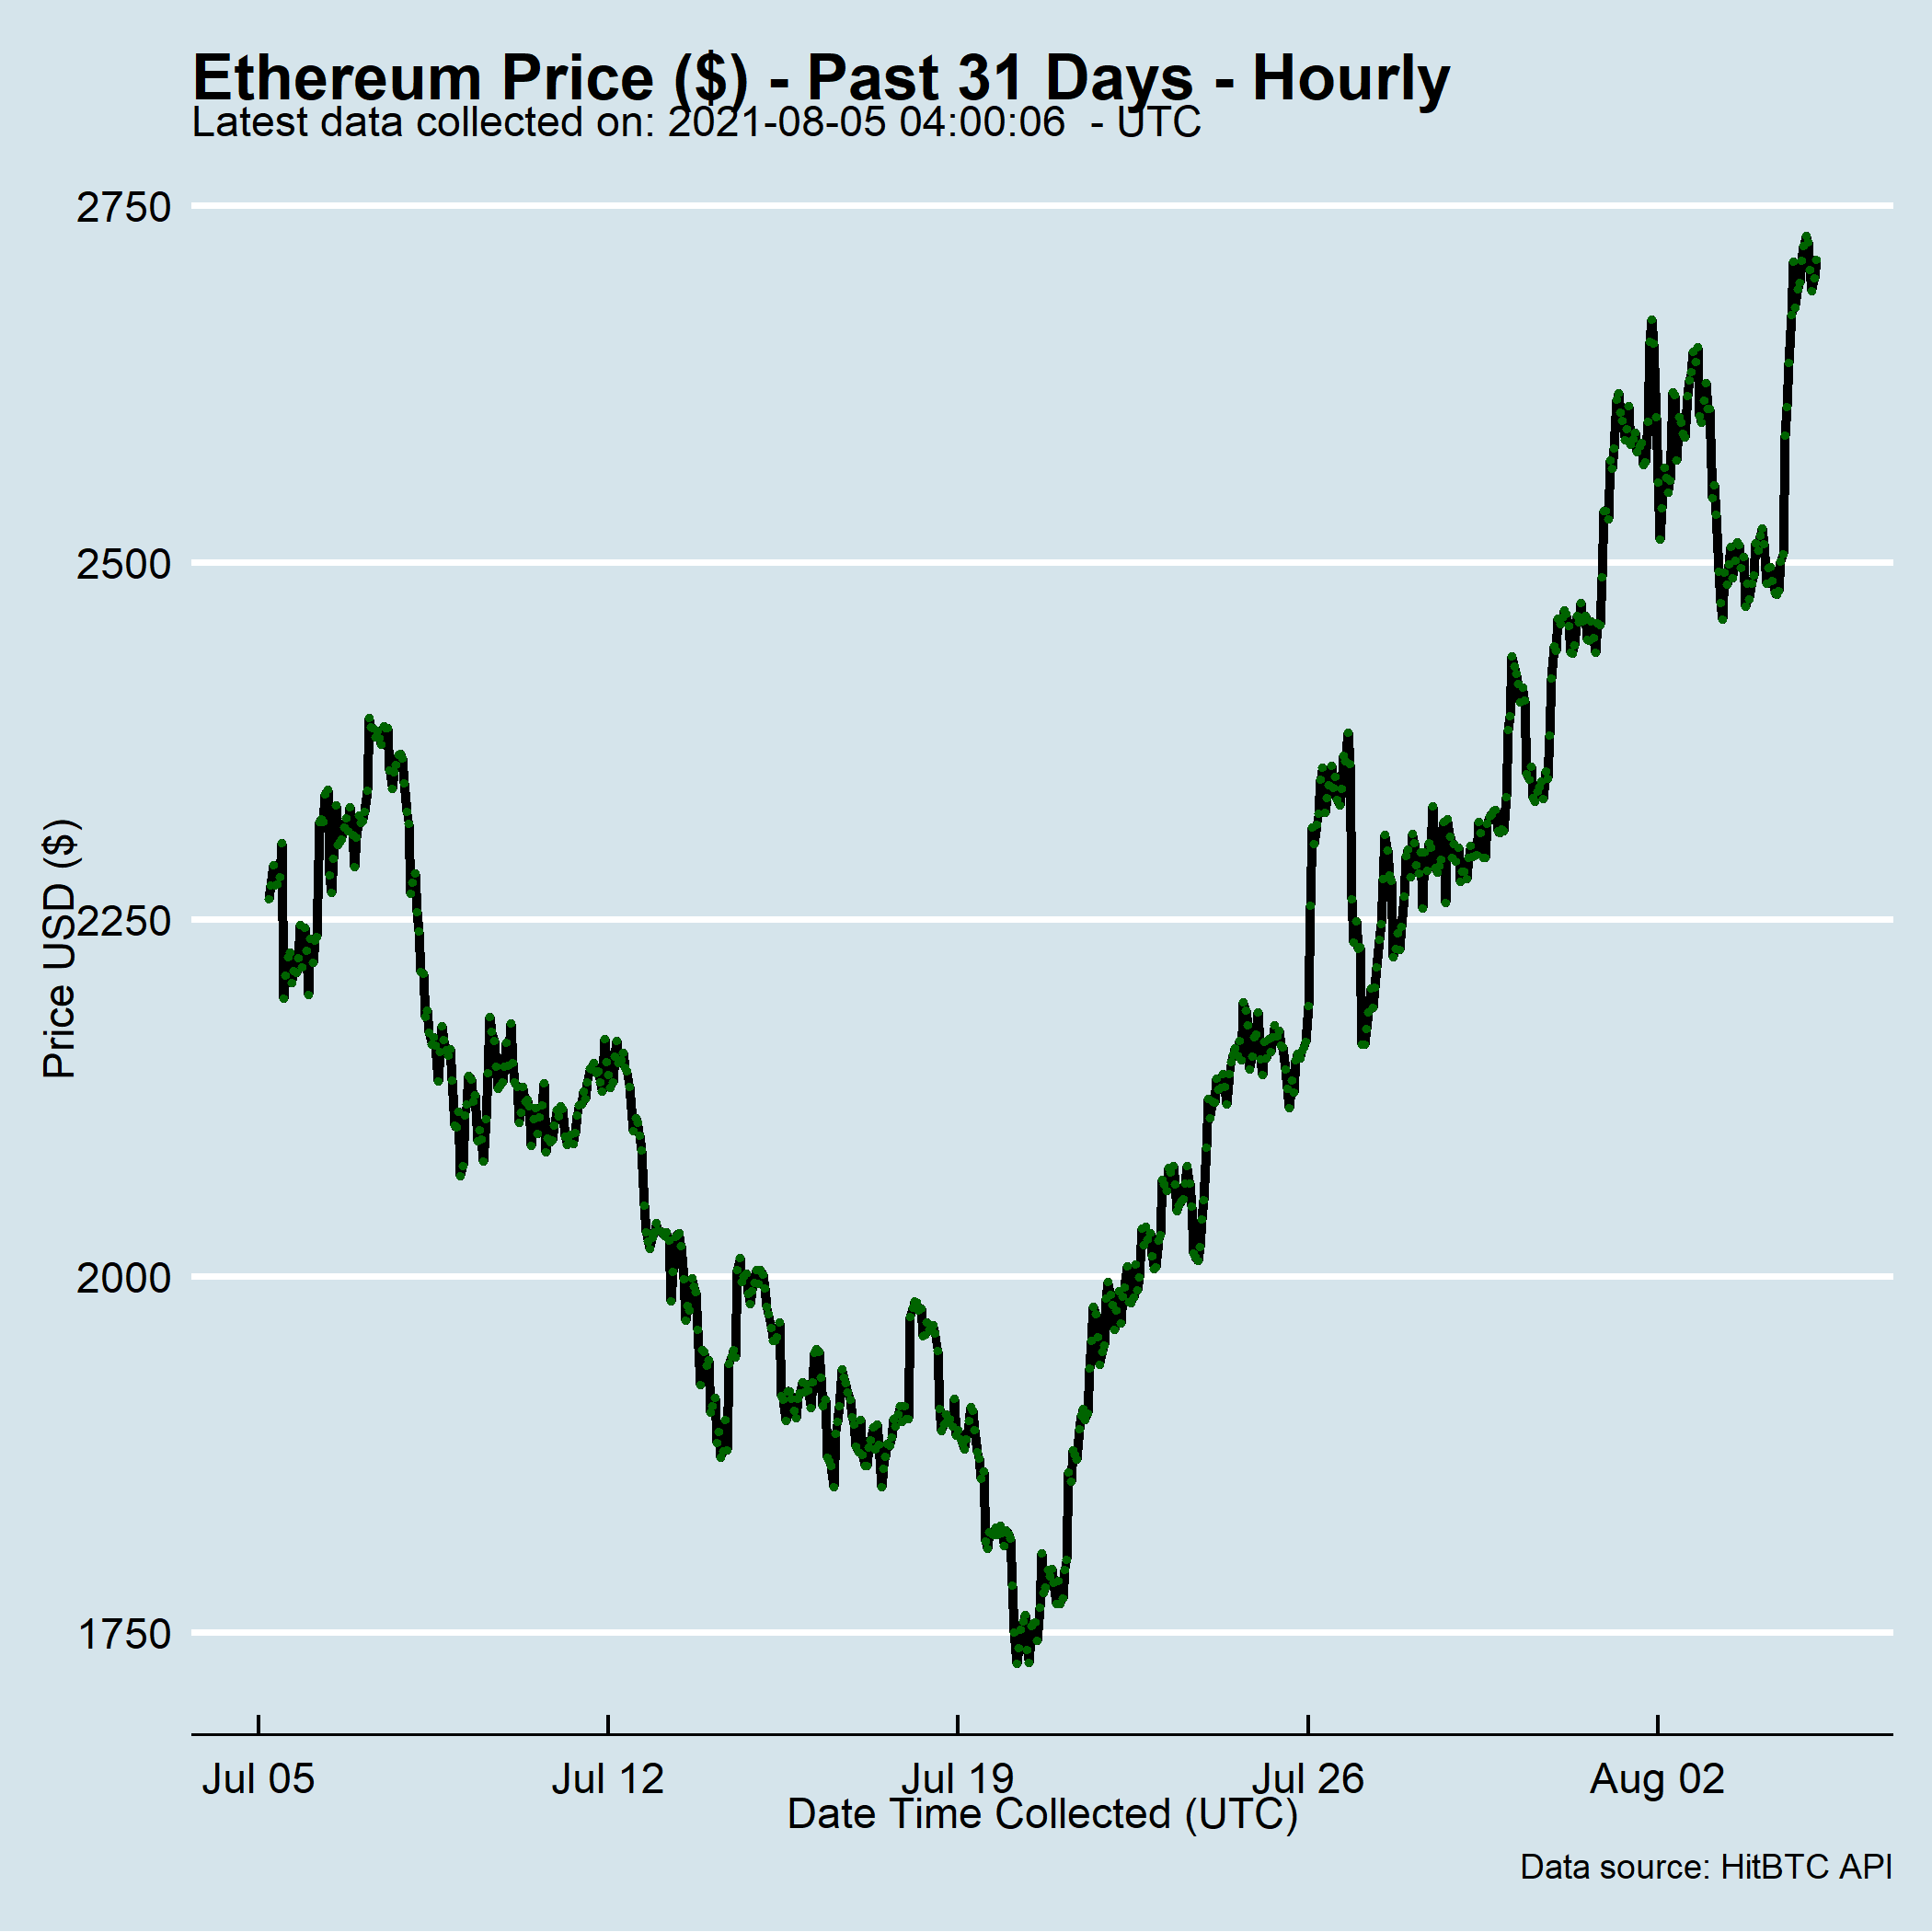 Ethereum Price ($) - Past 31 Days - Hourly
Latest data collected on: 2021-08-05 04:00:06  - UTC
2750
2500
2250
2000
1750
Price USD ($)
Jul 05
Jul 12
Jul 19
Jul 26
Aug 02
Date Time Collected (UTC)
Data source: HitBTC API